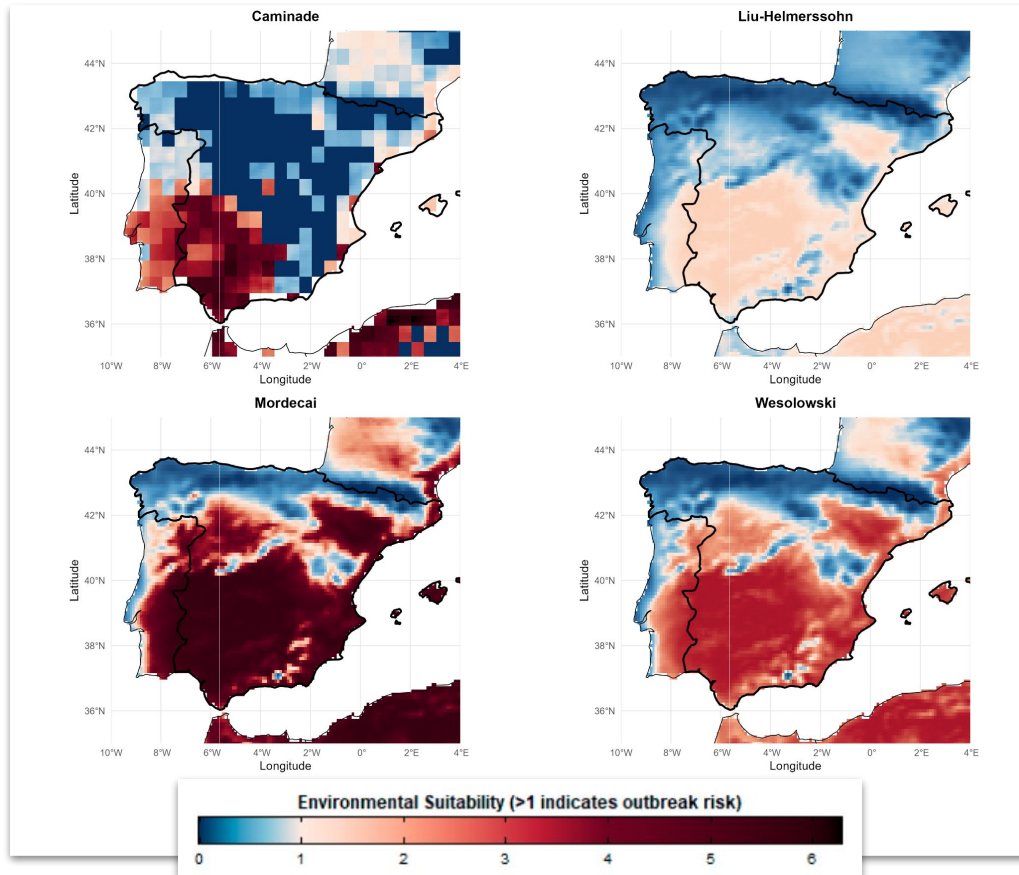 Caminade
Liu-Helmerssohn
44°N
42°N
40°N
38°N
36°N
Latitude
10°W 8°W 6°W 4°W 2°W 0° 2°E 4°E
Longitude
44°N
42°N
40°N
38°N
36°N
Latitude
10°W 8°W 6°W 4°W 2°W 0° 2°E 4°E
Longitude
Mordecai
Wesolowski
44°N
42°N
40°N
38°N
36°N
Latitude
10°W 8°W 6°W 4°W 2°W 0° 2°E 4°E
Longitude
44°N
42°N
40°N
38°N
36°N
Latitude
10°W 8°W 6°W 4°W 2°W 0° 2°E 4°E
Longitude
Environmental Suitability (>1 indicates outbreak risk)
0 1 2 3 4 5 6